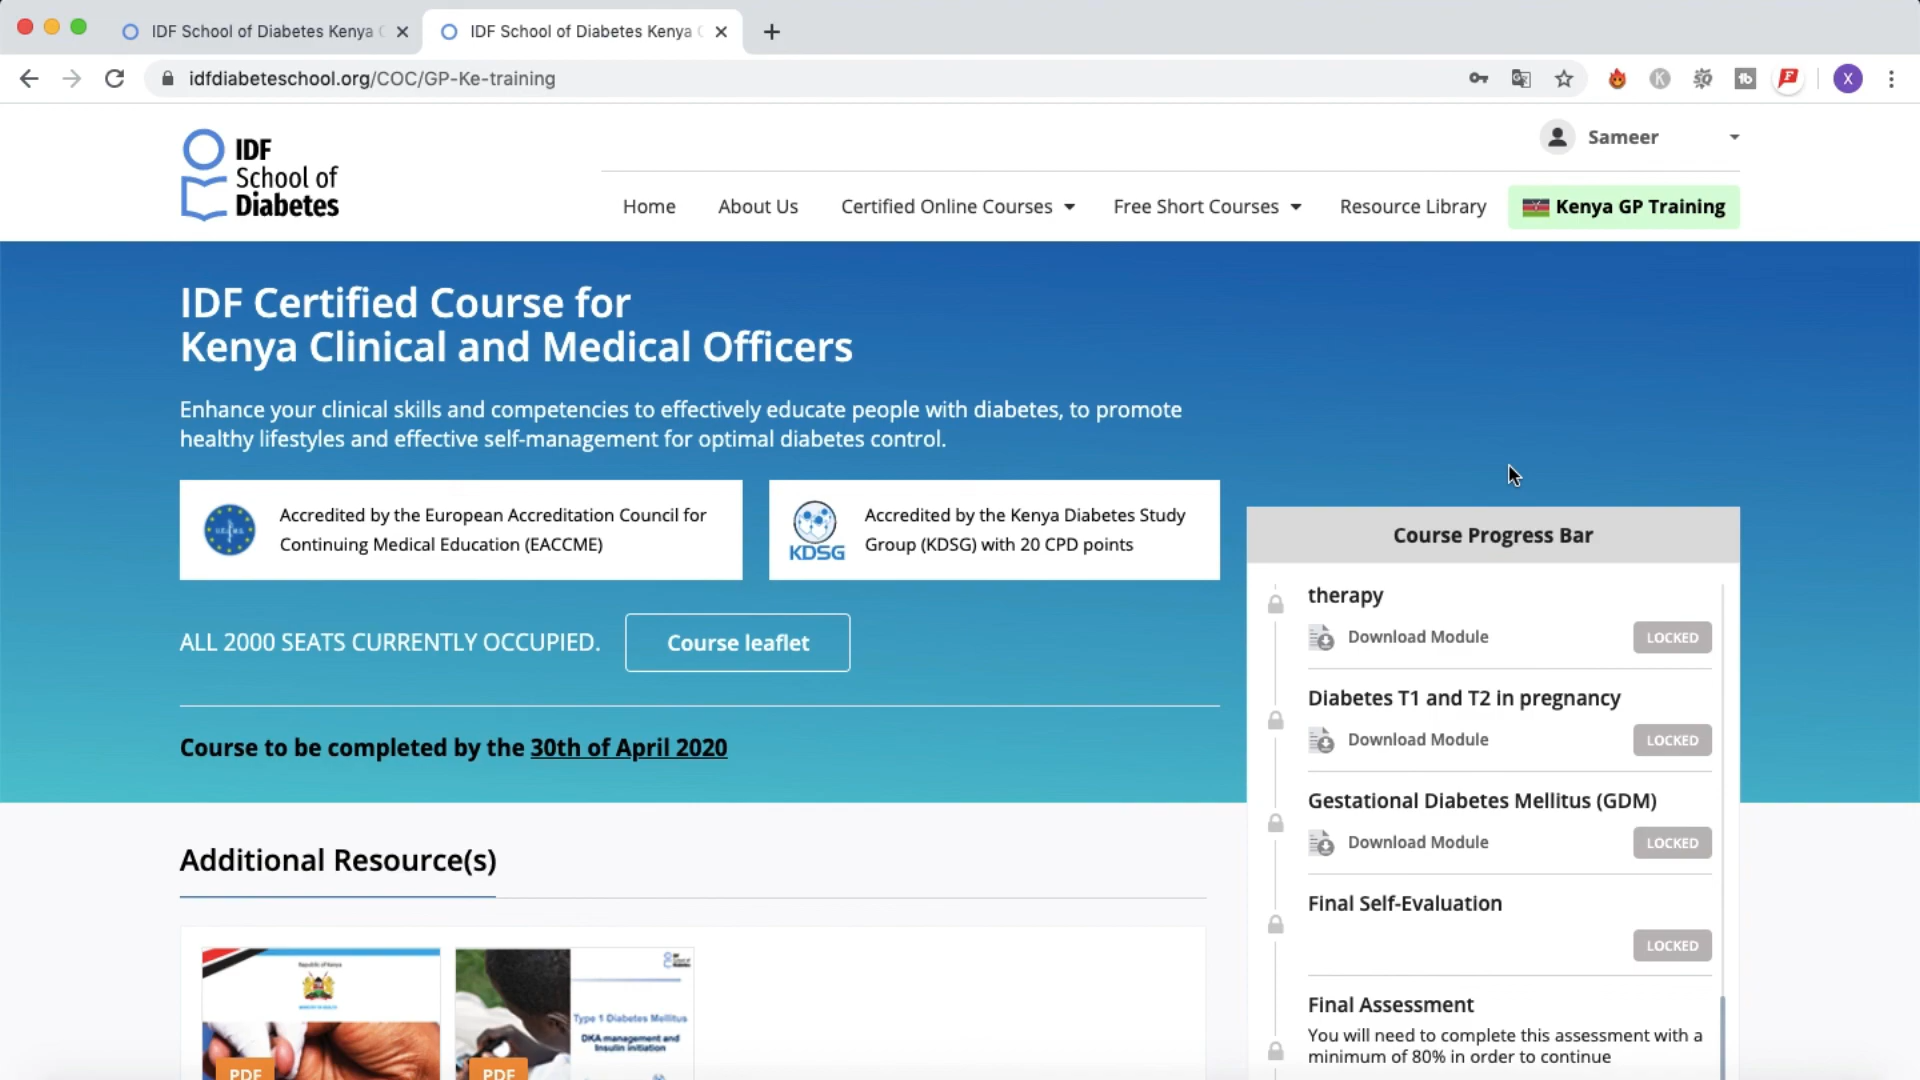 IDF School of Diabetes Kenya
IDF School of Diabetes Kenya
idfdiabeteschool.org/COC/GP-Ke-training
X
Sameer
IDF
School of
Diabetes
Home
About Us
Certified Online Courses
Free Short Courses
Resource Library
Kenya GP Training
IDF Certified Course for
Kenya Clinical and Medical Officers
Enhance your clinical skills and competencies to effectively educate people with diabetes, to promote
healthy lifestyles and effective self-management for optimal diabetes control.
Accredited by the European Accreditation Council for
Continuing Medical Education (EACCME)
KDSG
Accredited by the Kenya Diabetes Study
Group (KDSG) with 20 CPD points
ALL 2000 SEATS CURRENTLY OCCUPIED.
Course leaflet
Course to be completed by the 30th of April 2020
Additional Resource(s)
Republic of Kenya
PDF
Type 1 Diabetes Mellitus
DKA management and
Insulin initiation
PDF
Course Progress Bar
therapy
Download Module
LOCKED
Diabetes T1 and T2 in pregnancy
Download Module
LOCKED
Gestational Diabetes Mellitus (GDM)
Download Module
LOCKED
Final Self-Evaluation
LOCKED
Final Assessment
You will need to complete this assessment with a
minimum of 80% in order to continue